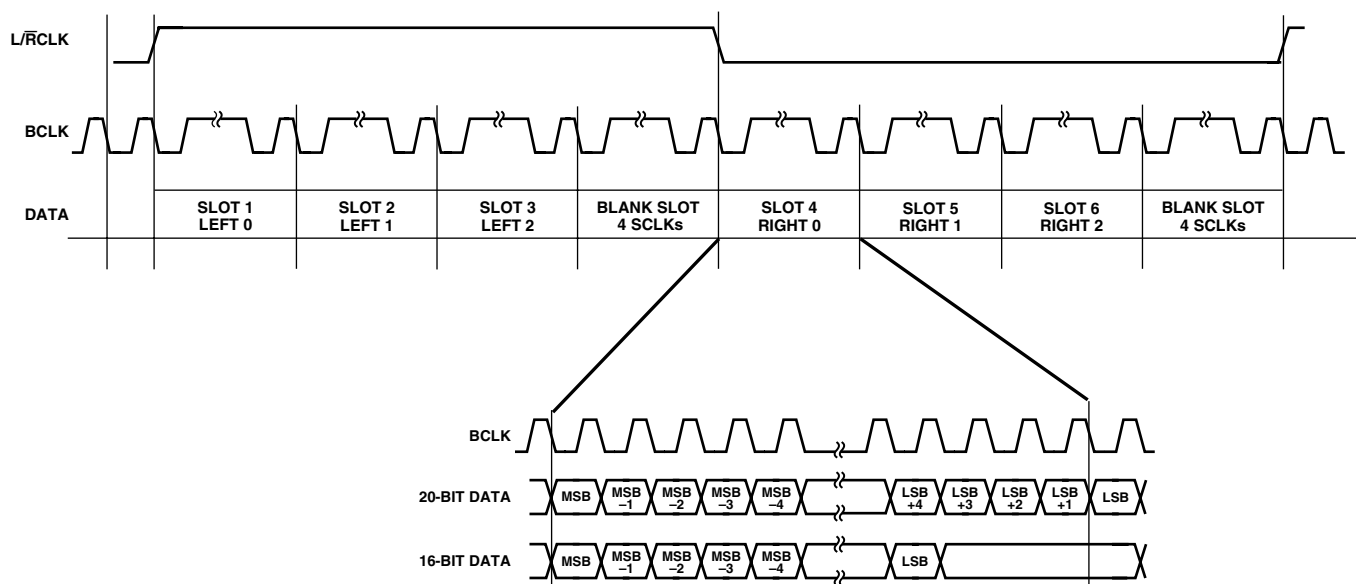 L/R̅CLK
BCLK
DATA
SLOT 1
LEFT 0
SLOT 2
LEFT 1
SLOT 3
LEFT 2
BLANK SLOT
4 SCLKs
SLOT 4
RIGHT 0
SLOT 5
RIGHT 1
SLOT 6
RIGHT 2
BLANK SLOT
4 SCLKs
BCLK
20-BIT DATA
MSB
MSB
–1
MSB
–2
MSB
–3
MSB
–4
LSB
+4
LSB
+3
LSB
+2
LSB
+1
LSB
16-BIT DATA
MSB
MSB
–1
MSB
–2
MSB
–3
MSB
–4
LSB